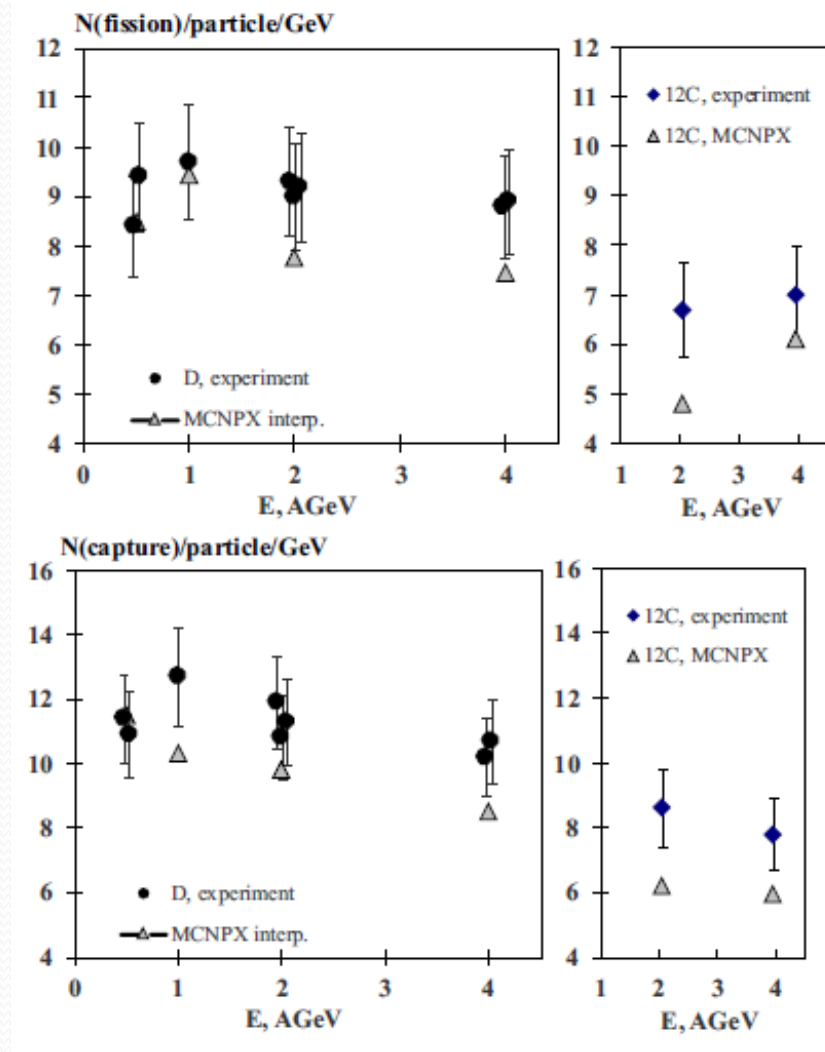 N(fission)/particle/GeV
12
11
10
9
8
7
6
5
4
D, experiment
MCNPX interp.
0 1 2 3 4
E, AGeV
12
11
10
9
8
7
6
5
4
12C, experiment
12C, MCNPX
1 2 3 4
E, AGeV
N(capture)/particle/GeV
16
14
12
10
8
6
4
D, experiment
MCNPX interp.
0 1 2 3 4
E, AGeV
16
14
12
10
8
6
4
12C, experiment
12C, MCNPX
1 2 3 4
E, AGeV